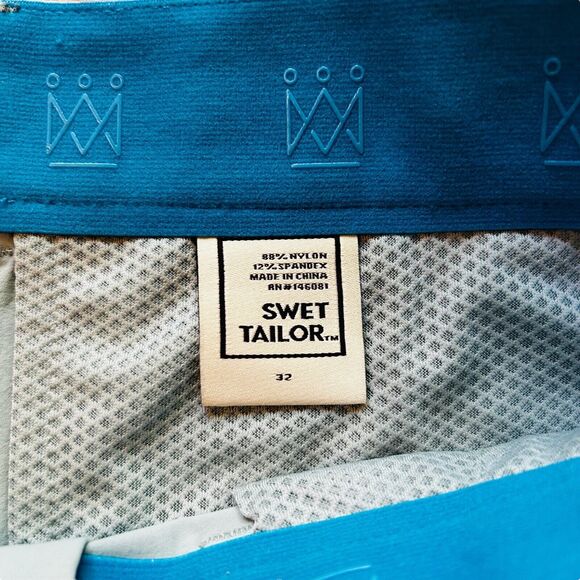 88% NYLON
12% SPANDEX
MADE IN CHINA
RN#146081
SWET
TAILOR™
32